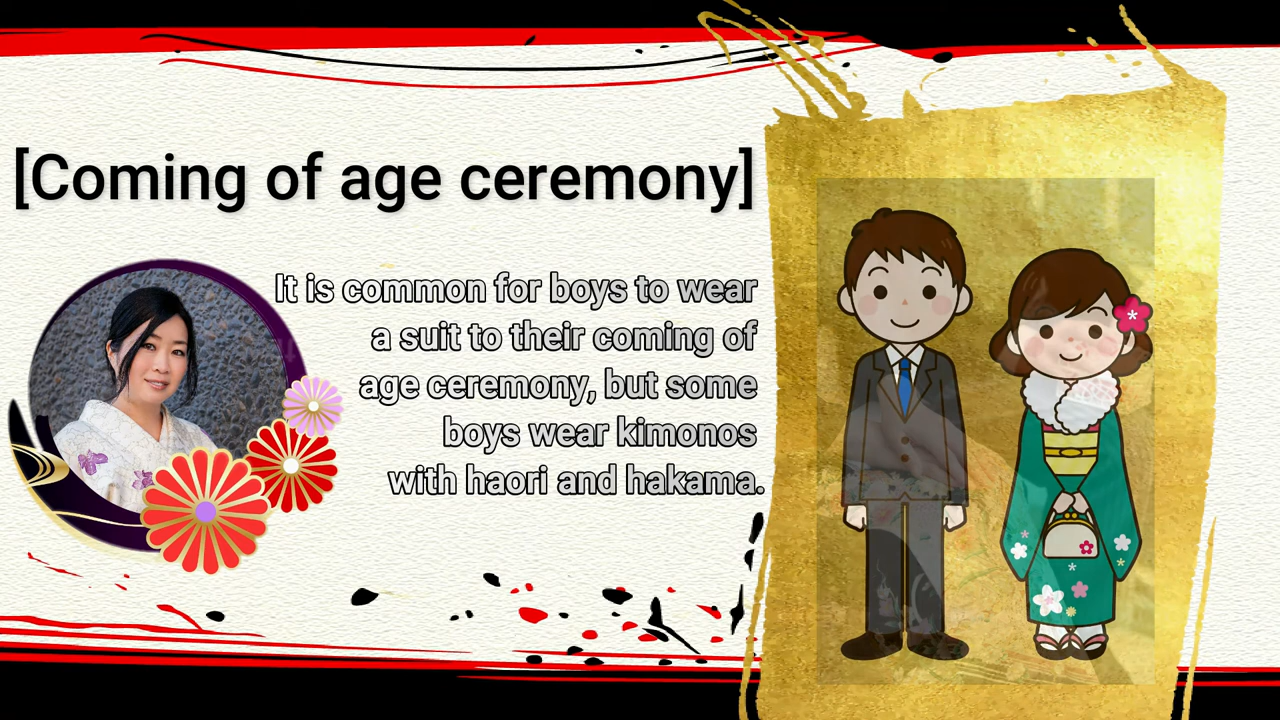 [Coming of age ceremony]
It is common for boys to wear
a suit to their coming of
age ceremony, but some
boys wear kimonos
with haori and hakama.